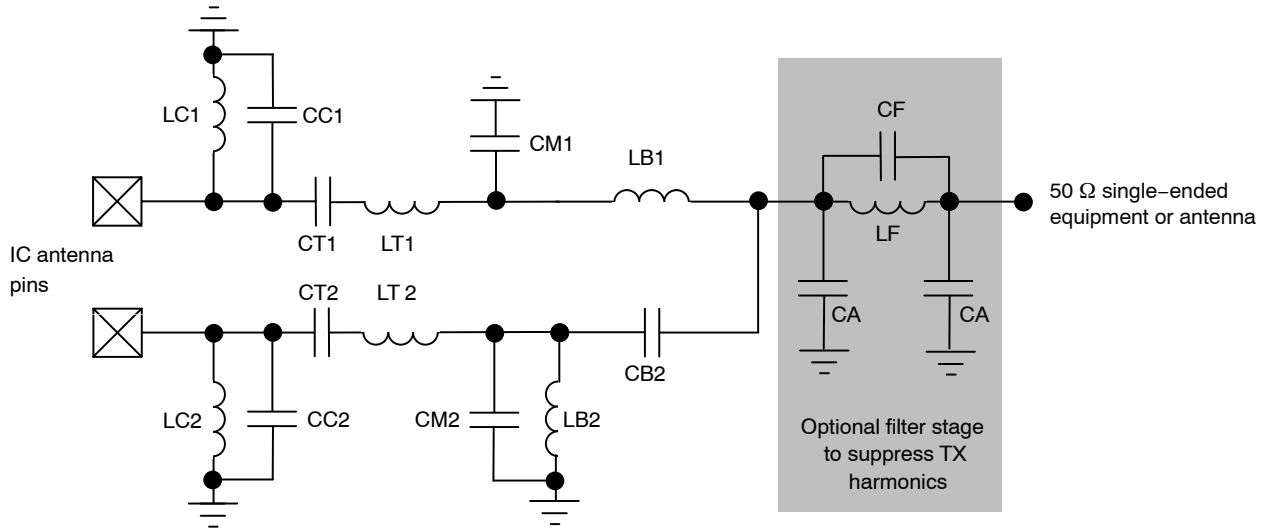 LC1
CC1
CM1
LB1
CF
50 Ω single−ended
equipment or antenna
CT1
LT1
LF
IC antenna
pins
CT2
LT 2
CA
CA
CB2
LC2
CC2
CM2
LB2
Optional filter stage
to suppress TX
harmonics